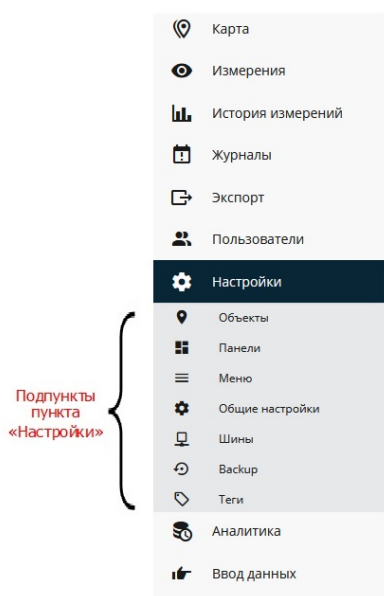 Карта
Измерения
История измерений
Журналы
Экспорт
Пользователи
Настройки
Объекты
Панели
Меню
Общие настройки
Шины
Backup
Теги
Аналитика
Ввод данных
Подпункты
пункта
«Настройки»